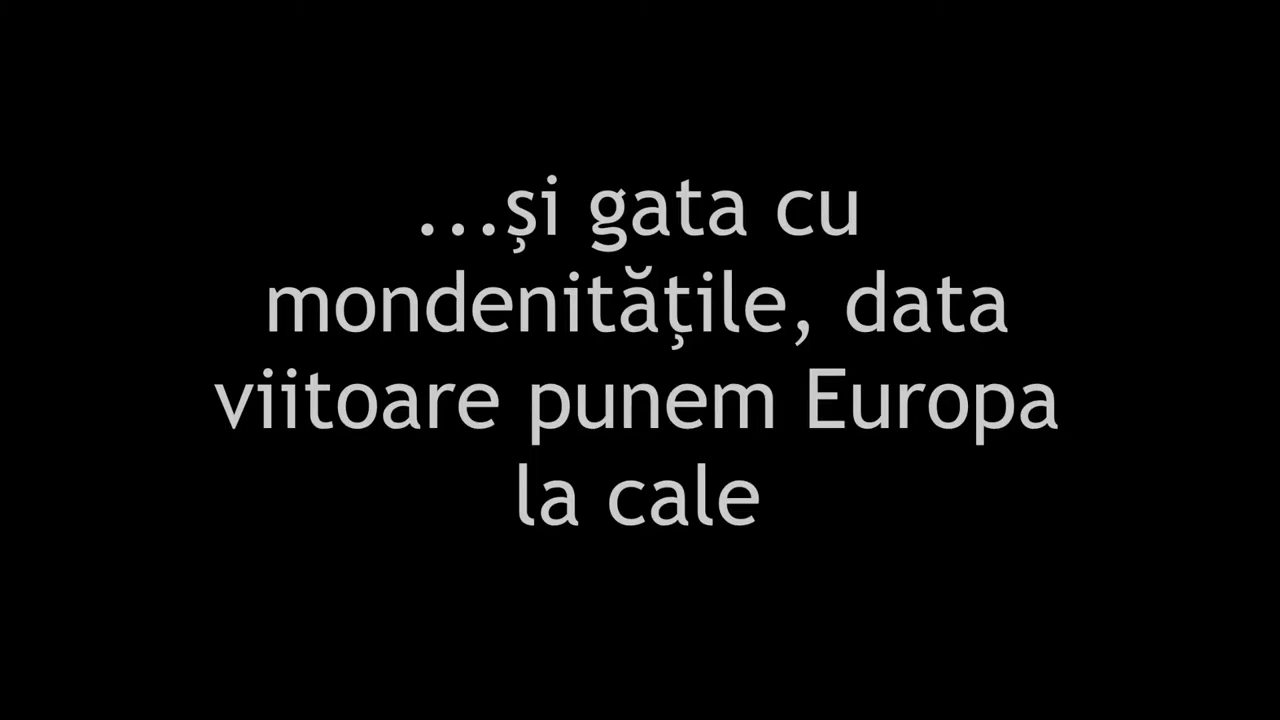 ...și gata cu
mondenitățile, data
viitoare punem Europa
la cale